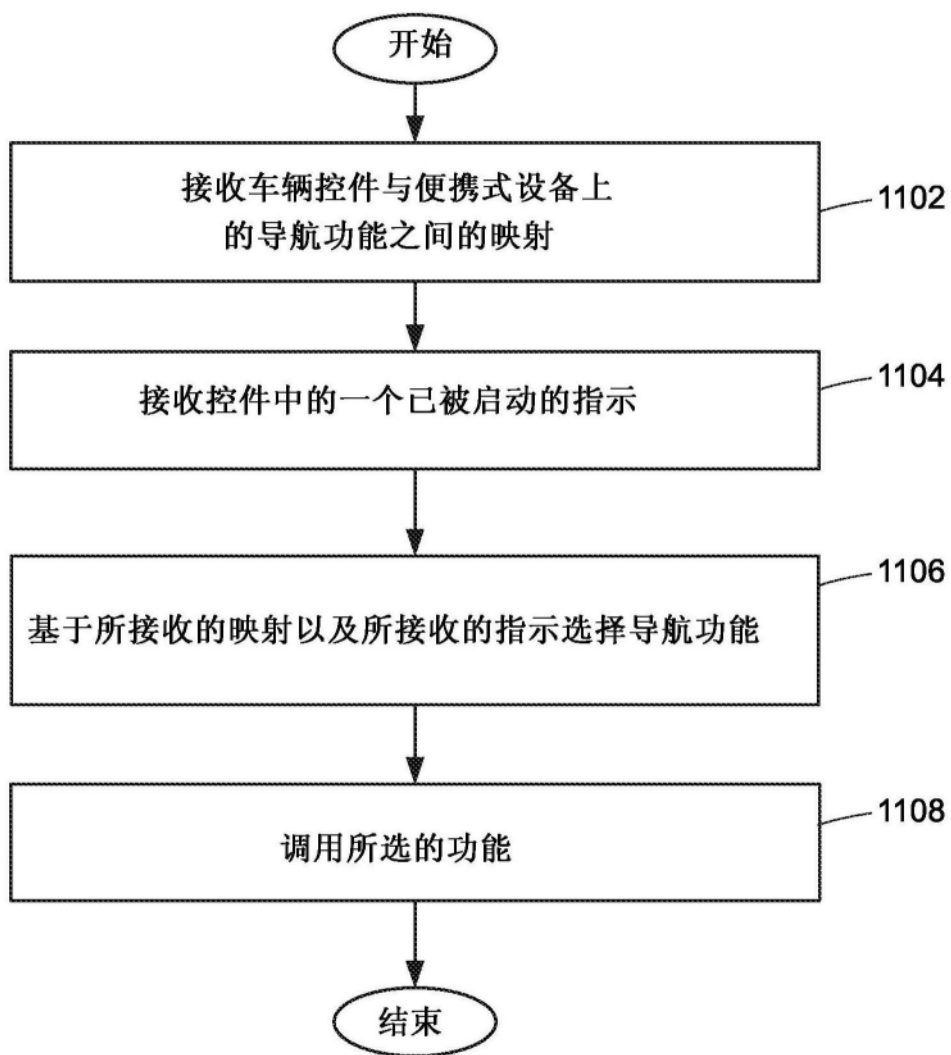 开始
接收车辆控件与便携式设备上
的导航功能之间的映射
1102
接收控件中的一个已被启动的指示
1104
基于所接收的映射以及所接收的指示选择导航功能
1106
调用所选的功能
1108
结束